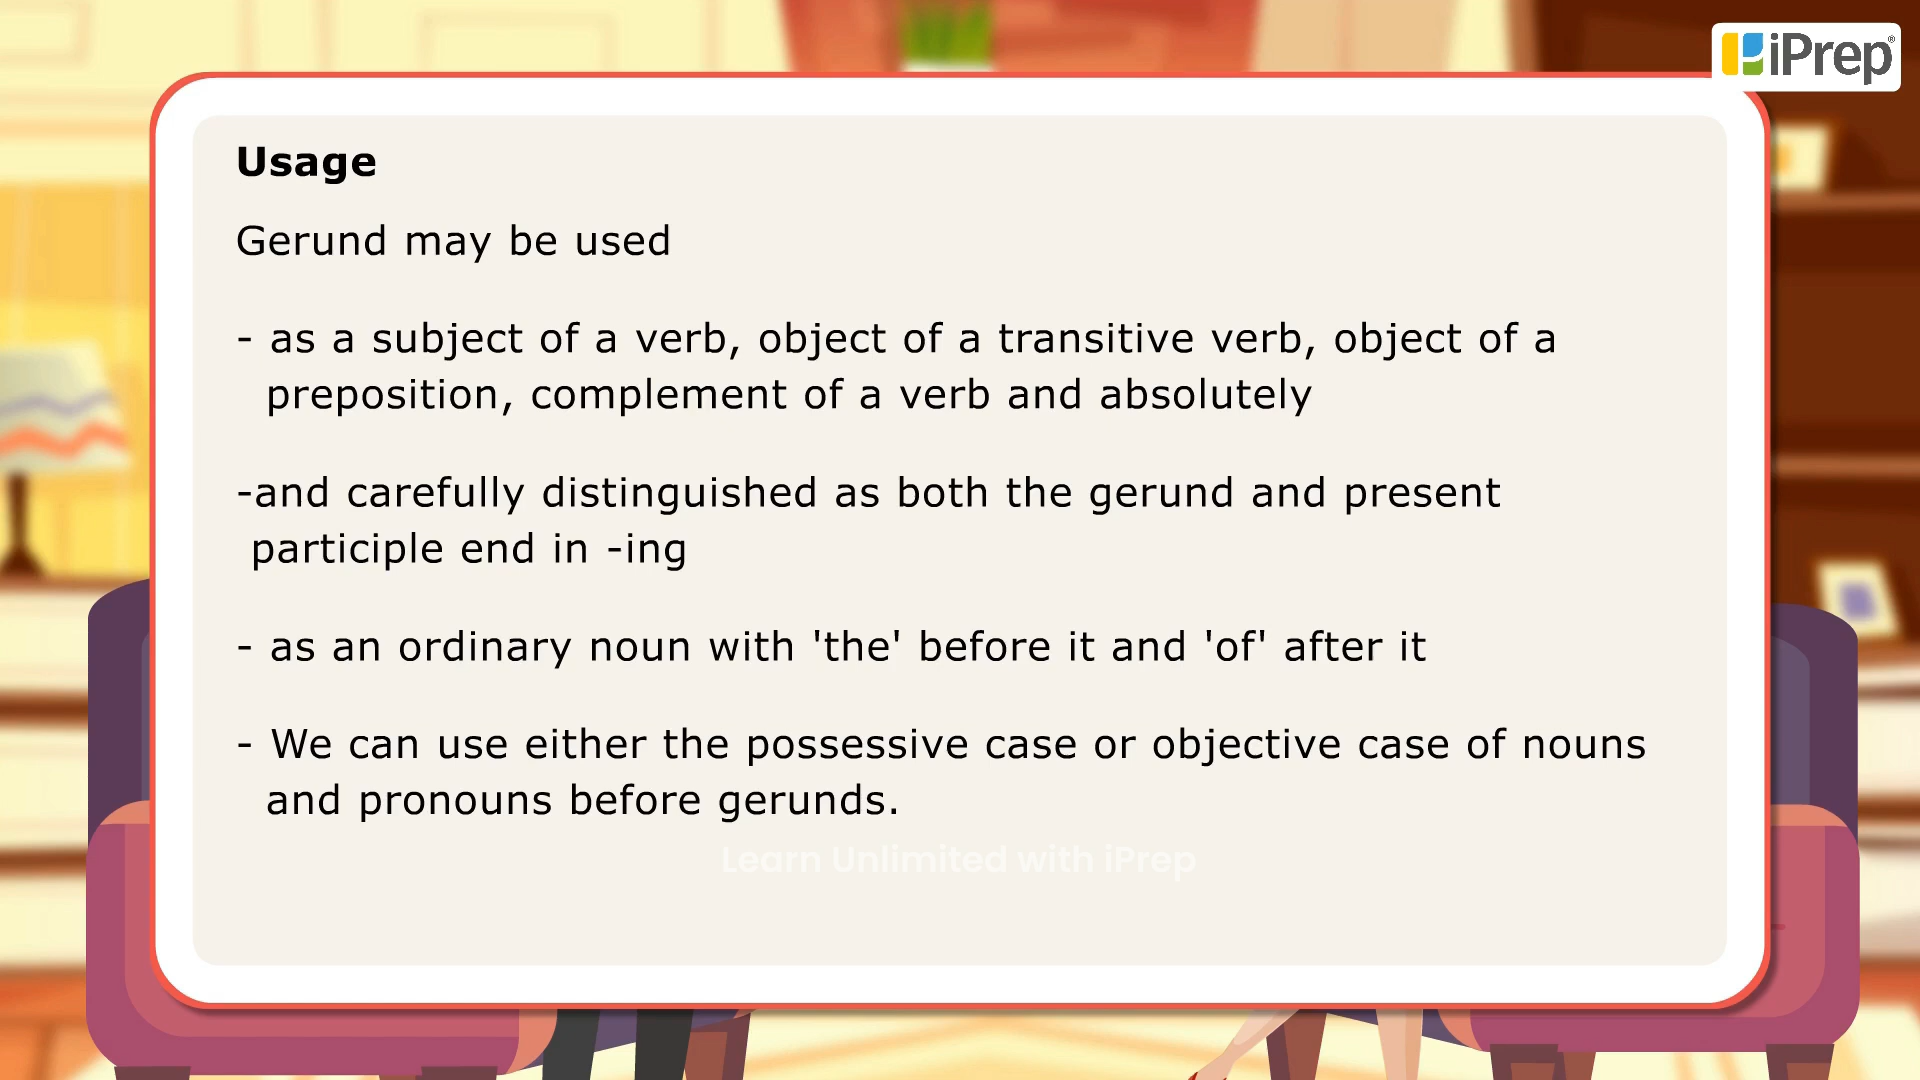 iPrep®
Usage
Gerund may be used
- as a subject of a verb, object of a transitive verb, object of a
preposition, complement of a verb and absolutely
-and carefully distinguished as both the gerund and present
participle end in -ing
- as an ordinary noun with 'the' before it and 'of' after it
- We can use either the possessive case or objective case of nouns
and pronouns before gerunds.
Learn Unlimited with iPrep